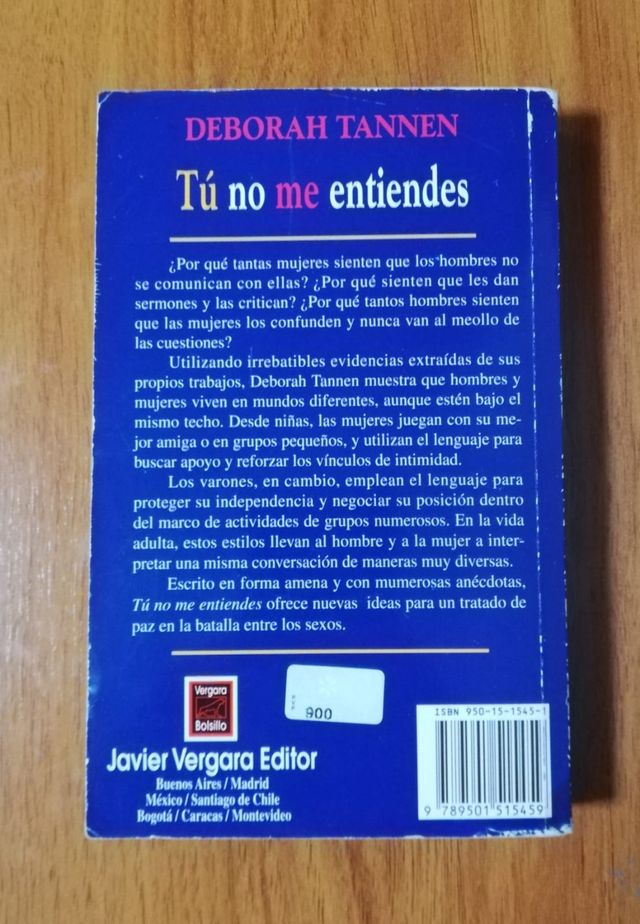 DEBORAH TANNEN
Tú no me entiendes
¿Por qué tantas mujeres sienten que los hombres no
se comunican con ellas? ¿Por qué sienten que les dan
sermones y las critican? ¿Por qué tantos hombres sienten
que las mujeres los confunden y nunca van al meollo de
las cuestiones?
Utilizando irrebatibles evidencias extraídas de sus
propios trabajos, Deborah Tannen muestra que hombres y
mujeres viven en mundos diferentes, aunque estén bajo el
mismo techo. Desde niñas, las mujeres juegan con su me-
jor amiga o en grupos pequeños, y utilizan el lenguaje para
buscar apoyo y reforzar los vínculos de intimidad.
Los varones, en cambio, emplean el lenguaje para
proteger su independencia y negociar su posición dentro
del marco de actividades de grupos numerosos. En la vida
adulta, estos estilos llevan al hombre y a la mujer a inter-
pretar una misma conversación de maneras muy diversas.
Escrito en forma amena y con mumerosas anécdotas,
Tú no me entiendes ofrece nuevas ideas para un tratado de
paz en la batalla entre los sexos.
Vergara
Bolsillo
900
Javier Vergara Editor
Buenos Aires / Madrid
México / Santiago de Chile
Bogotá / Caracas / Montevideo
ISBN 950-15-1545-1
9 789501 515459